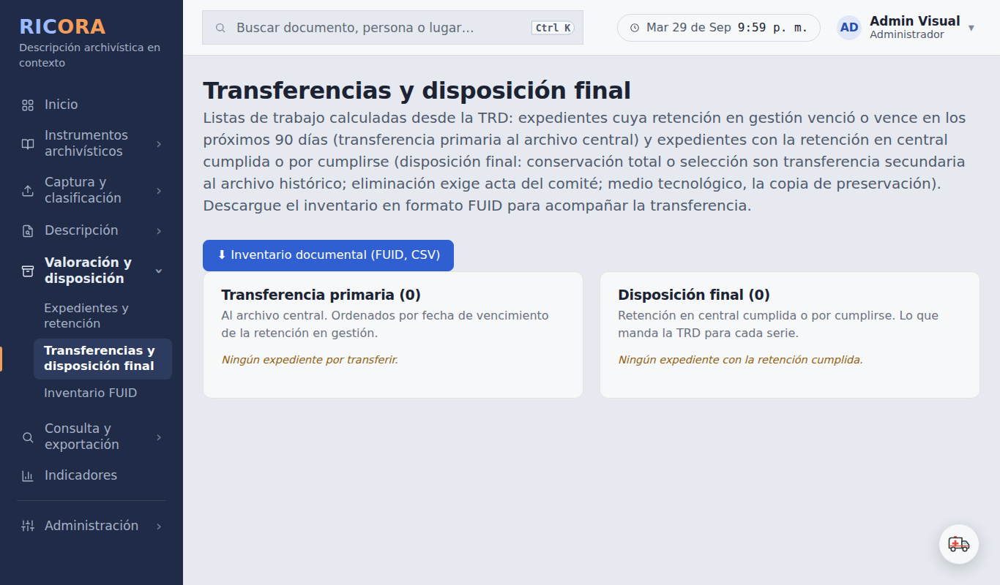 RICORA
Descripción archivística en
contexto
Inicio
Instrumentos
archivísticos
Captura y
clasificación
Descripción
Valoración y
disposición
Expedientes y
retención
Transferencias y
disposición final
Inventario FUID
Consulta y
exportación
Indicadores
Administración
Buscar documento, persona o lugar… Ctrl K
Mar 29 de Sep 9:59 p. m.
AD
Admin Visual
Administrador
Transferencias y disposición final
Listas de trabajo calculadas desde la TRD: expedientes cuya retención en gestión venció o vence en los
próximos 90 días (transferencia primaria al archivo central) y expedientes con la retención en central
cumplida o por cumplirse (disposición final: conservación total o selección son transferencia secundaria
al archivo histórico; eliminación exige acta del comité; medio tecnológico, la copia de preservación).
Descargue el inventario en formato FUID para acompañar la transferencia.
⬇ Inventario documental (FUID, CSV)
Transferencia primaria (0)
Al archivo central. Ordenados por fecha de vencimiento
de la retención en gestión.
Ningún expediente por transferir.
Disposición final (0)
Retención en central cumplida o por cumplirse. Lo que
manda la TRD para cada serie.
Ningún expediente con la retención cumplida.